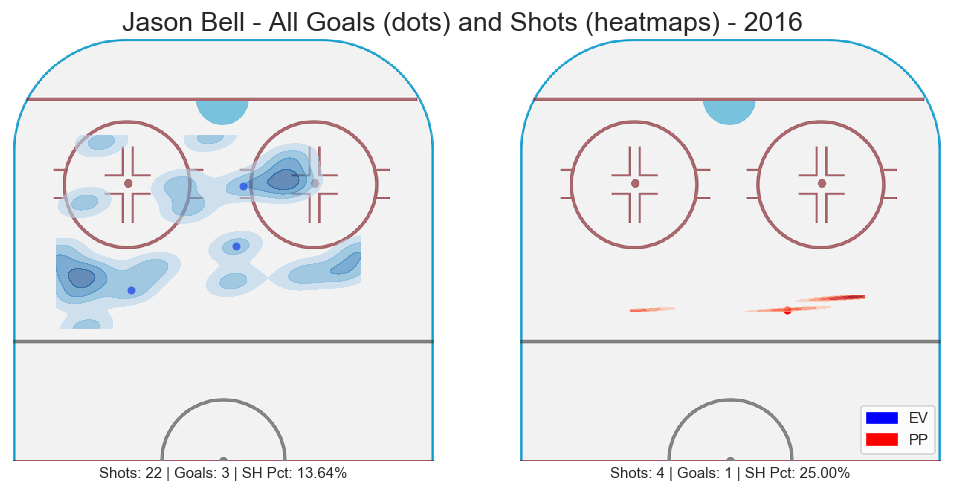 Jason Bell - All Goals (dots) and Shots (heatmaps) - 2016
EV
PP
Shots: 22 | Goals: 3 | SH Pct: 13.64%
Shots: 4 | Goals: 1 | SH Pct: 25.00%